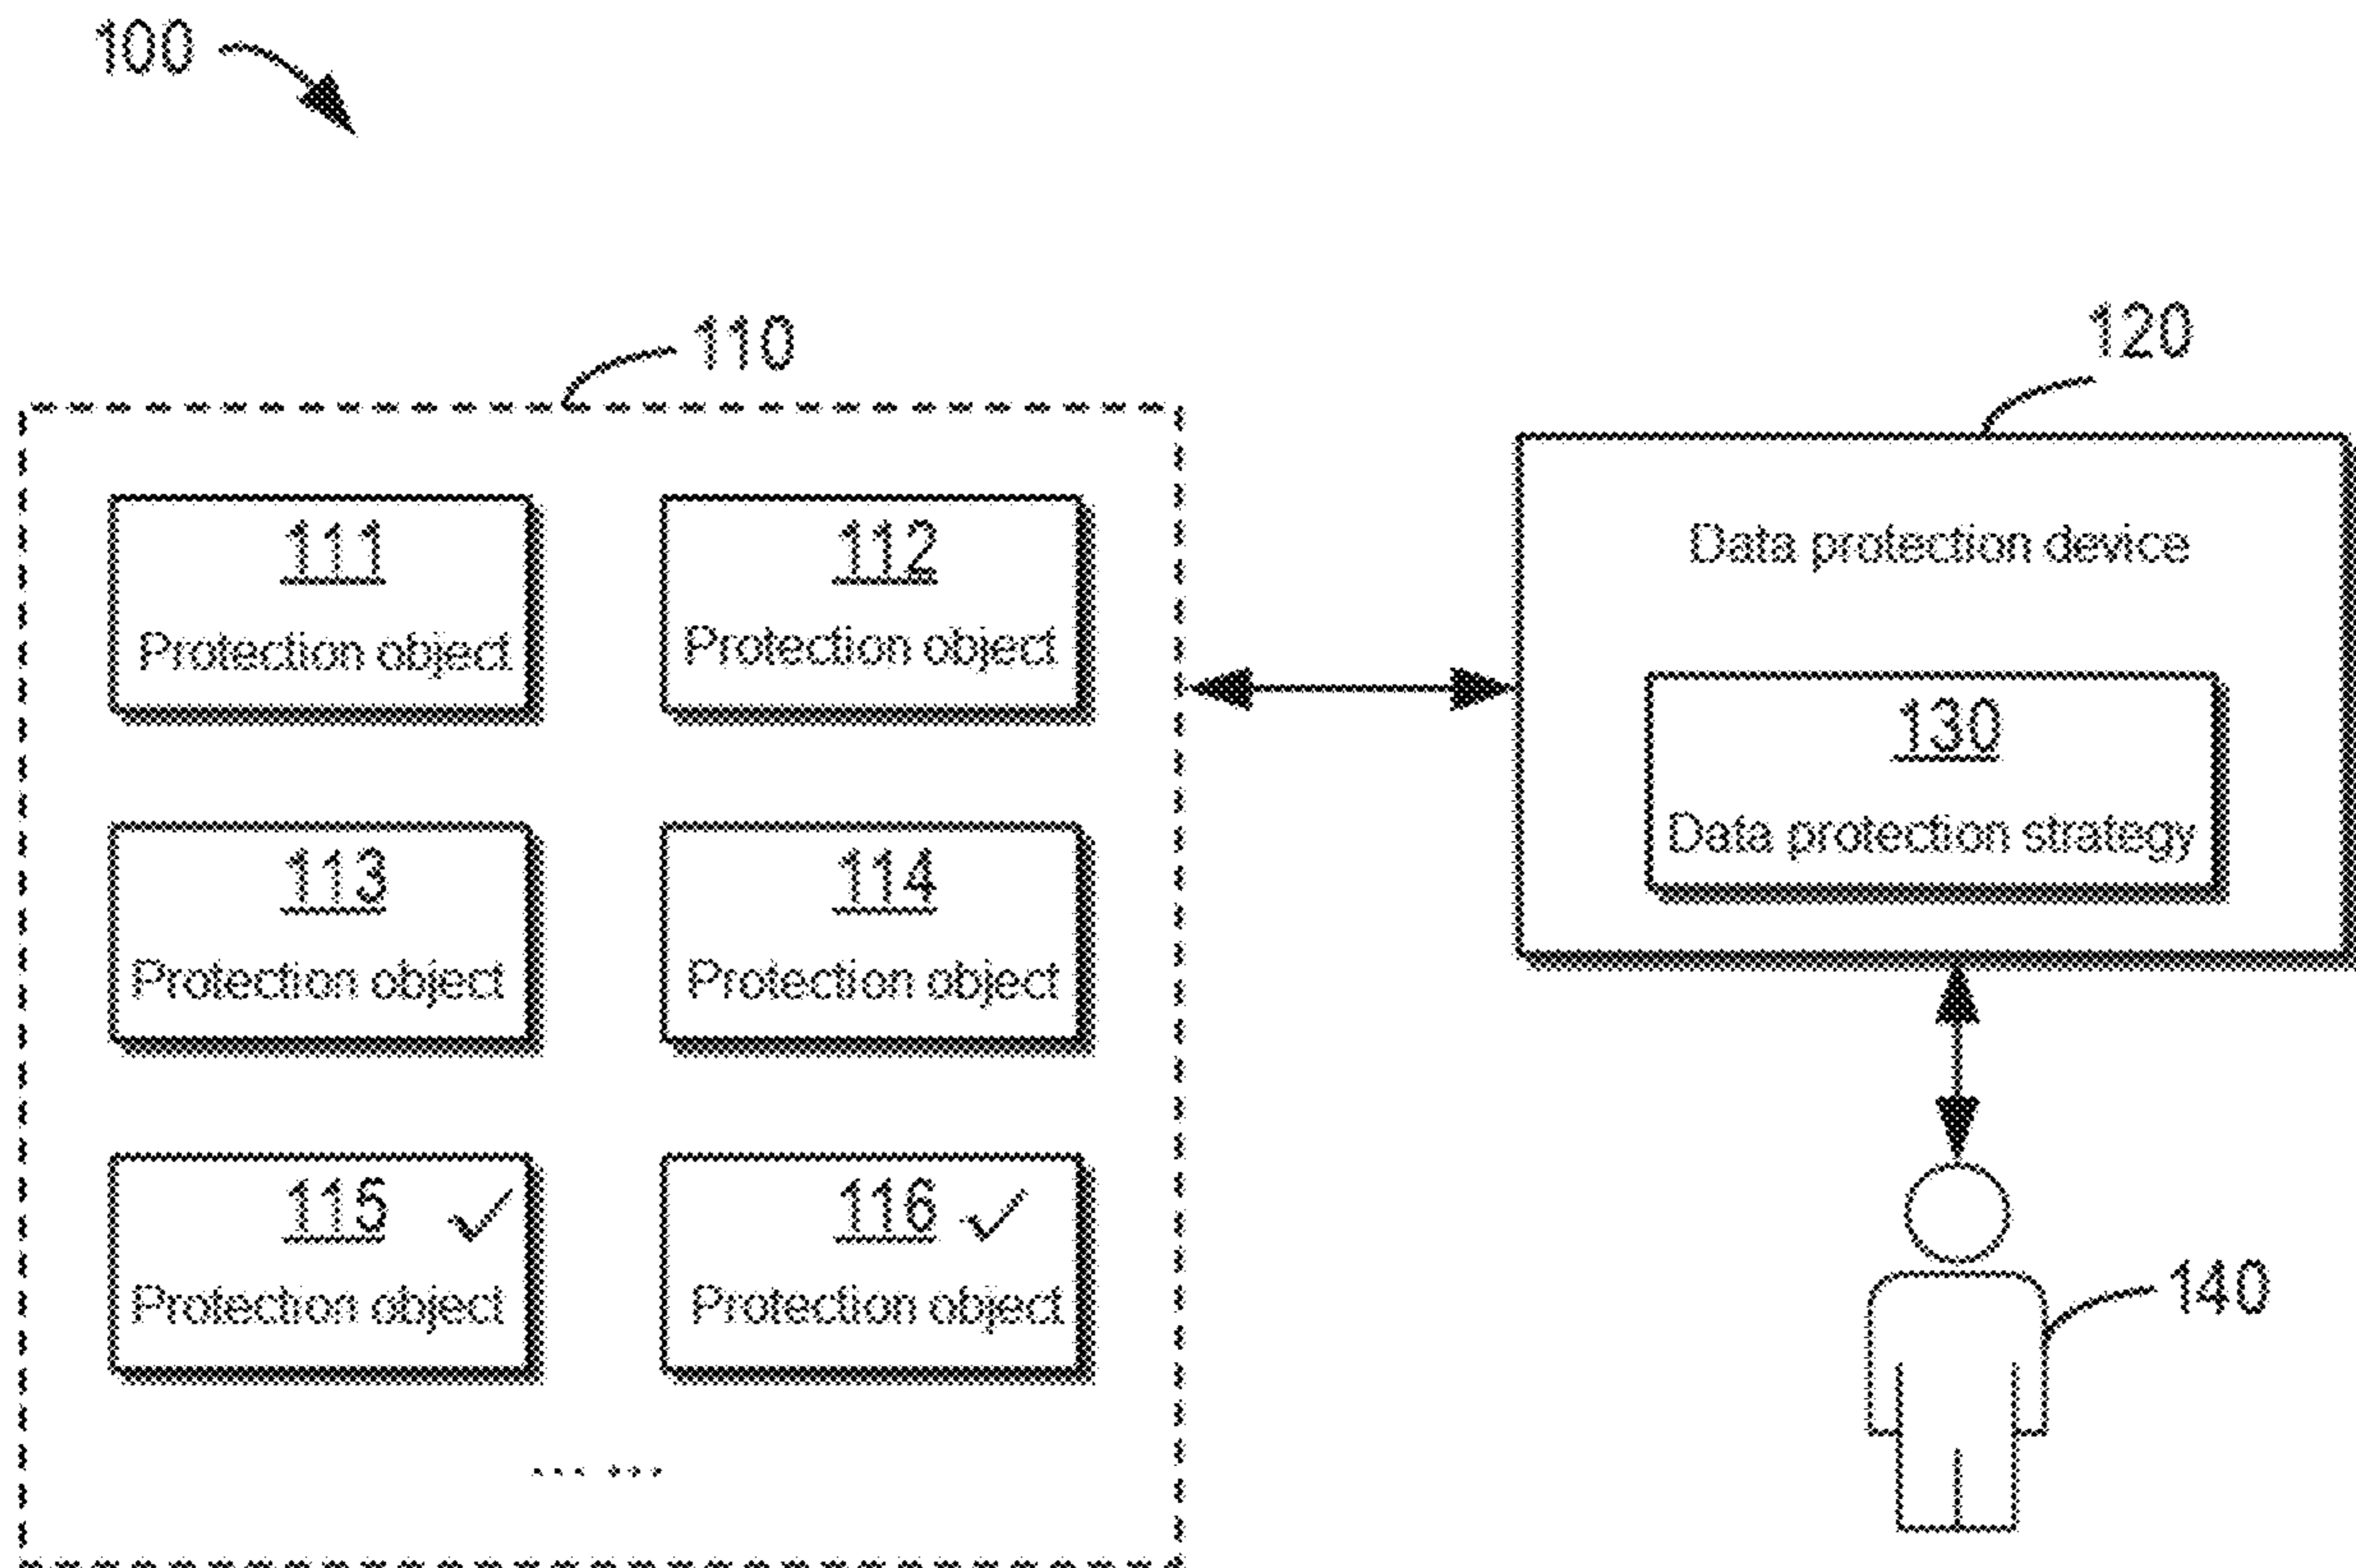 100
110
120
111
Protection object
112
Protection object
Data protection device
130
Data protection strategy
113
Protection object
114
Protection object
115 ✓
Protection object
116 ✓
Protection object
140
... ...